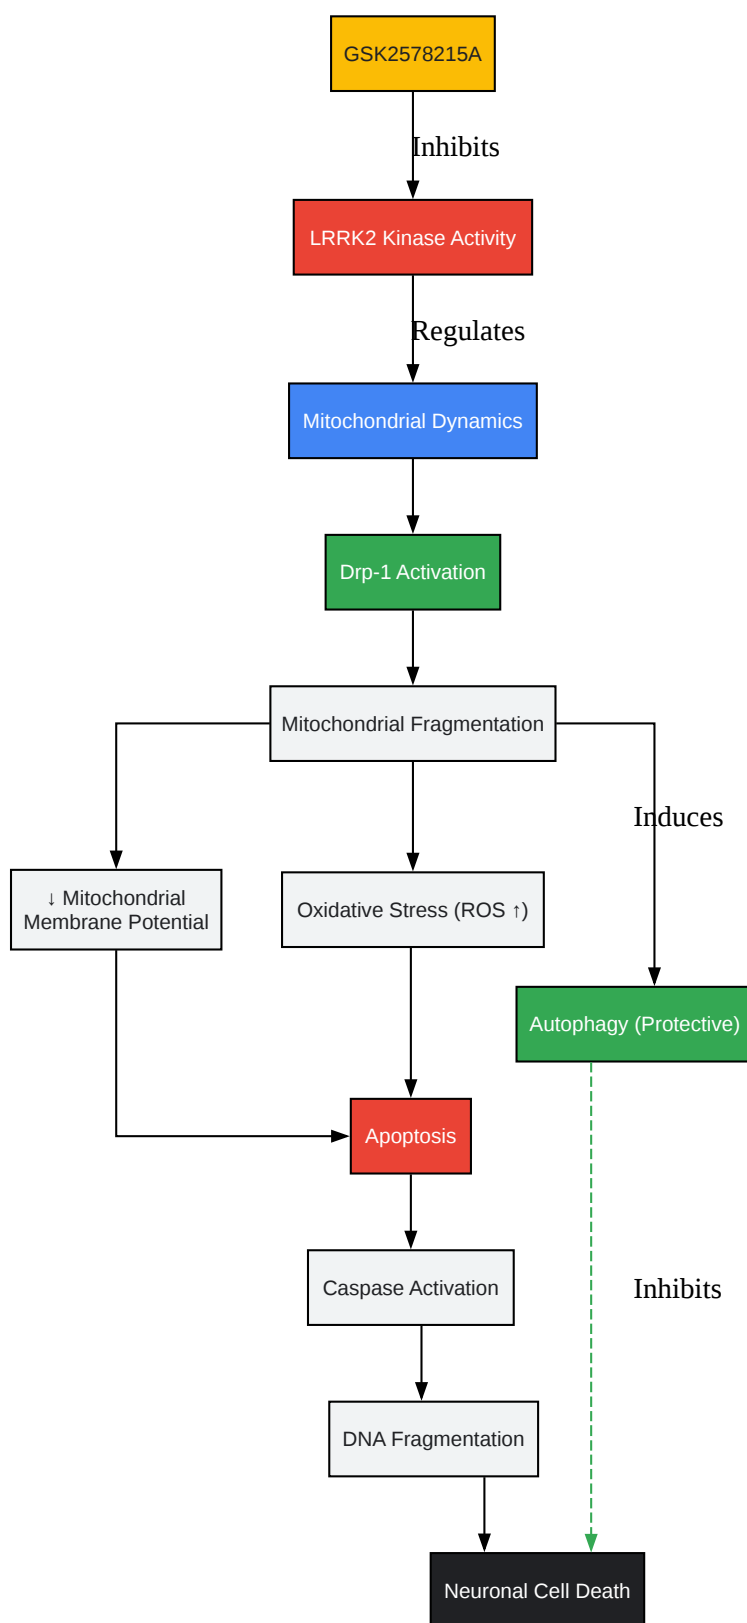 GSK2578215A
Inhibits
LRRK2 Kinase Activity
Regulates
Mitochondrial Dynamics
Drp-1 Activation
Mitochondrial Fragmentation
Induces
↓ Mitochondrial
Membrane Potential
Oxidative Stress (ROS ↑)
Autophagy (Protective)
Apoptosis
Caspase Activation
Inhibits
DNA Fragmentation
Neuronal Cell Death